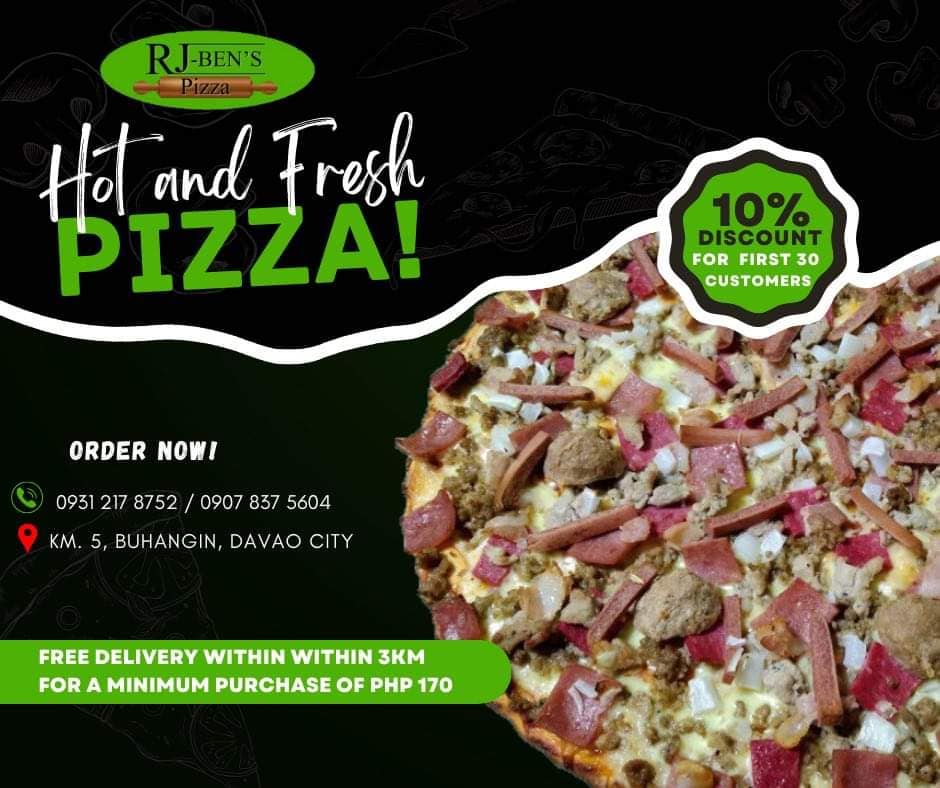 RJ-BEN'S
Pizza
Hot and Fresh
PIZZA!
10%
DISCOUNT
FOR FIRST 30
CUSTOMERS
ORDER NOW!
0931 217 8752 / 0907 837 5604
KM. 5, BUHANGIN, DAVAO CITY
FREE DELIVERY WITHIN WITHIN 3KM
FOR A MINIMUM PURCHASE OF PHP 170